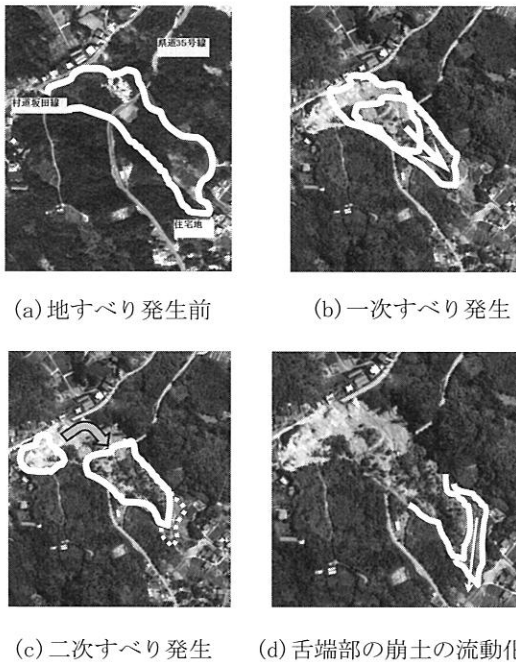 県道35号線
村道坂田線
住宅地
(a)地すべり発生前
(b)一次すべり発生
(c)二次すべり発生
(d)舌端部の崩土の流動化